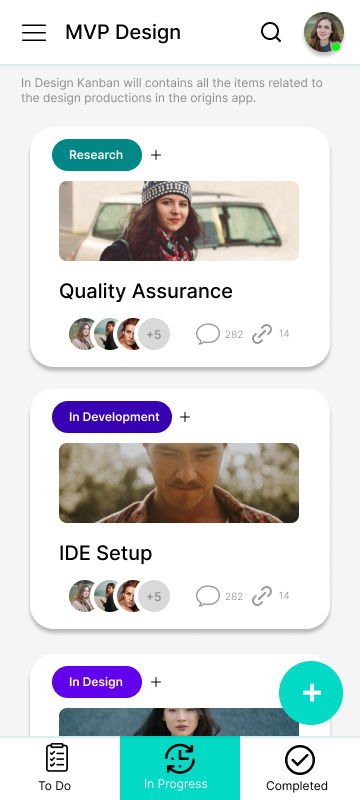 MVP Design
In Design Kanban will contains all the items related to
the design productions in the origins app.
Research +
Quality Assurance
+5 282 14
In Development +
IDE Setup
+5 282 14
In Design +
+
To Do In Progress Completed